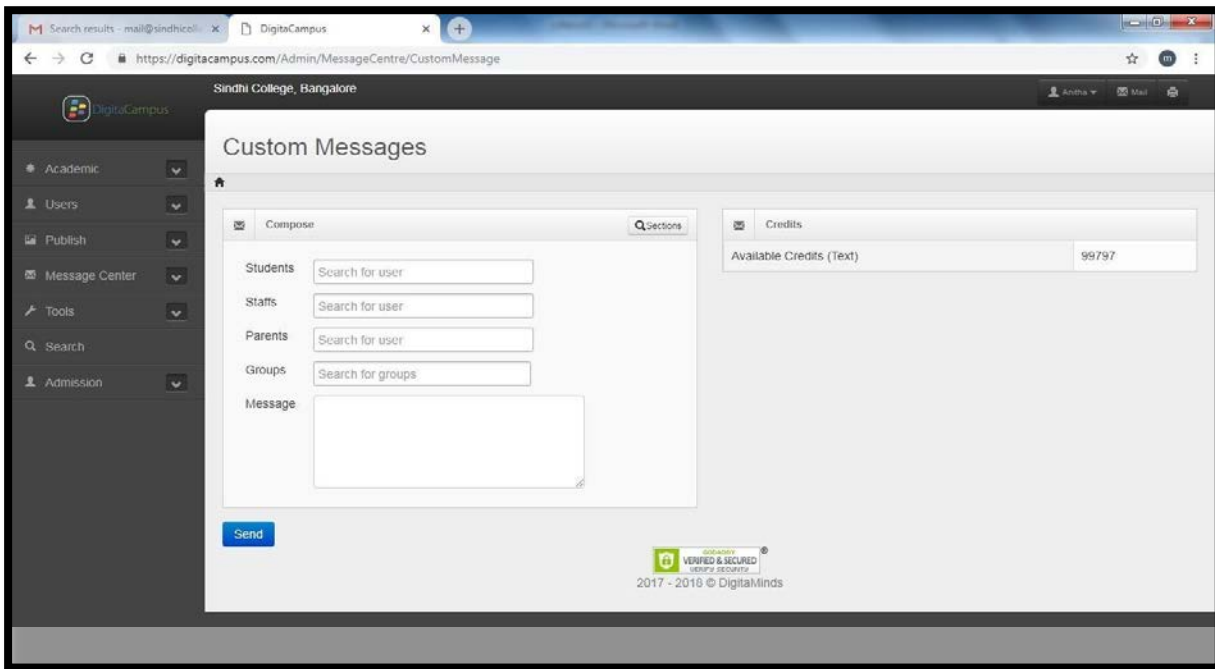 Search results - mail@sindhicoll
DigitaCampus
https://digitacampus.com/Admin/MessageCentre/CustomMessage
m
DigitaCampus
Sindhi College, Bangalore
Anitha
Mail
Custom Messages
Academic
Users
Publish
Message Center
Tools
Search
Admission
Compose
Sections
Students
Search for user
Staffs
Search for user
Parents
Search for user
Groups
Search for groups
Message
Send
Credits
Available Credits (Text) 99797
GODADDY
VERIFIED & SECURED
VERIFY SECURITY
®
2017 - 2018 © DigitaMinds